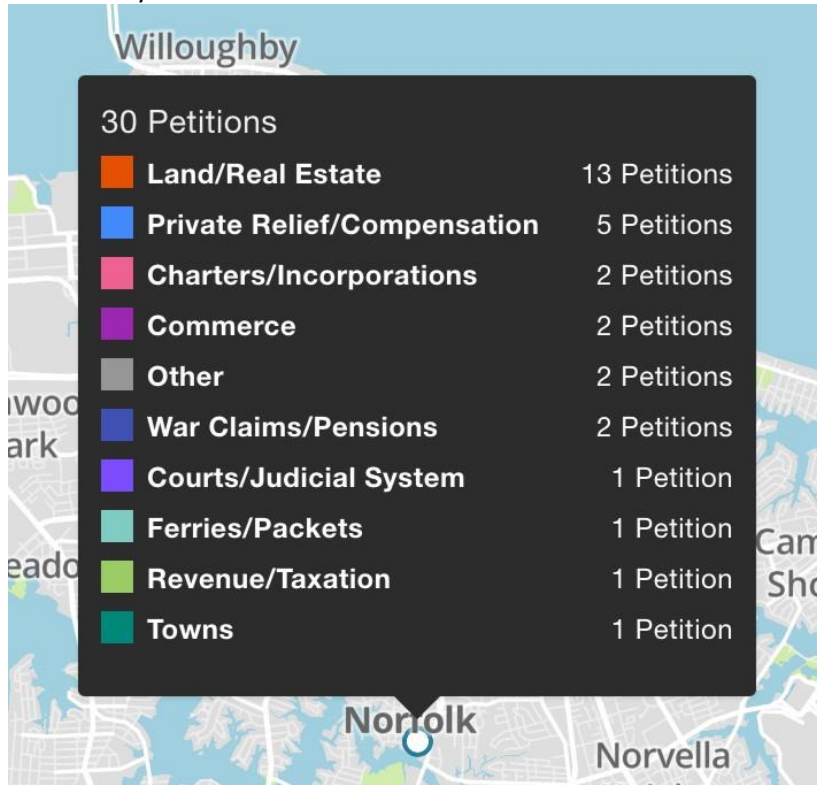 Willoughby
30 Petitions
Land/Real Estate 13 Petitions
Private Relief/Compensation 5 Petitions
Charters/Incorporations 2 Petitions
Commerce 2 Petitions
Other 2 Petitions
War Claims/Pensions 2 Petitions
Courts/Judicial System 1 Petition
Ferries/Packets 1 Petition
Revenue/Taxation 1 Petition
Towns 1 Petition
Norfolk
Norvella